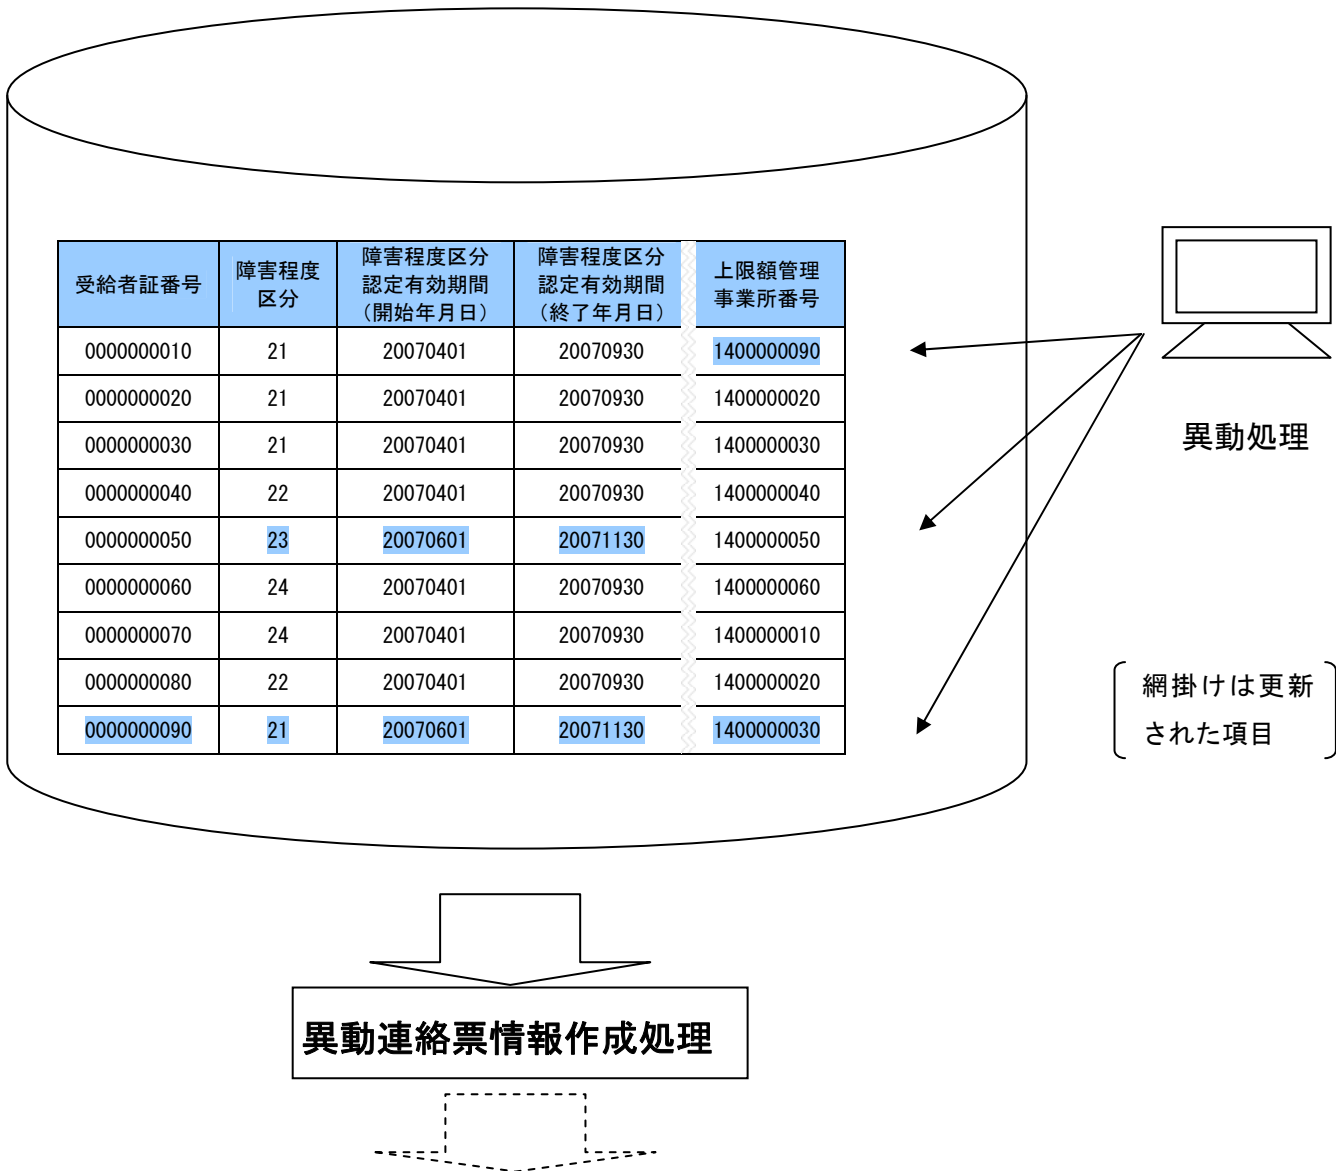 受給者証番号 障害程度区分 障害程度区分認定有効期間（開始年月日） 障害程度区分認定有効期間（終了年月日） 上限額管理事業所番号
0000000010 21 20070401 20070930 1400000090
0000000020 21 20070401 20070930 1400000020
0000000030 21 20070401 20070930 1400000030
0000000040 22 20070401 20070930 1400000040
0000000050 23 20070601 20071130 1400000050
0000000060 24 20070401 20070930 1400000060
0000000070 24 20070401 20070930 1400000010
0000000080 22 20070401 20070930 1400000020
0000000090 21 20070601 20071130 1400000030
異動処理
網掛けは更新
された項目
異動連絡票情報作成処理